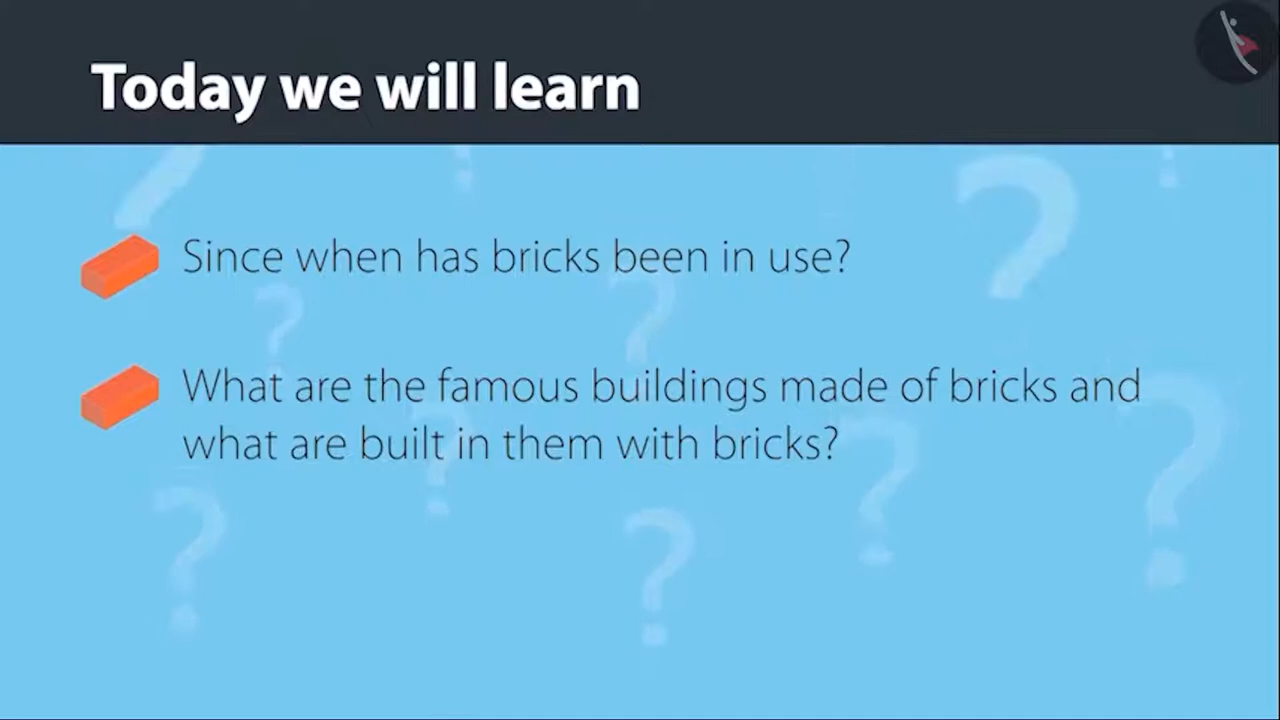 Today we will learn
Since when has bricks been in use?
What are the famous buildings made of bricks and
what are built in them with bricks?